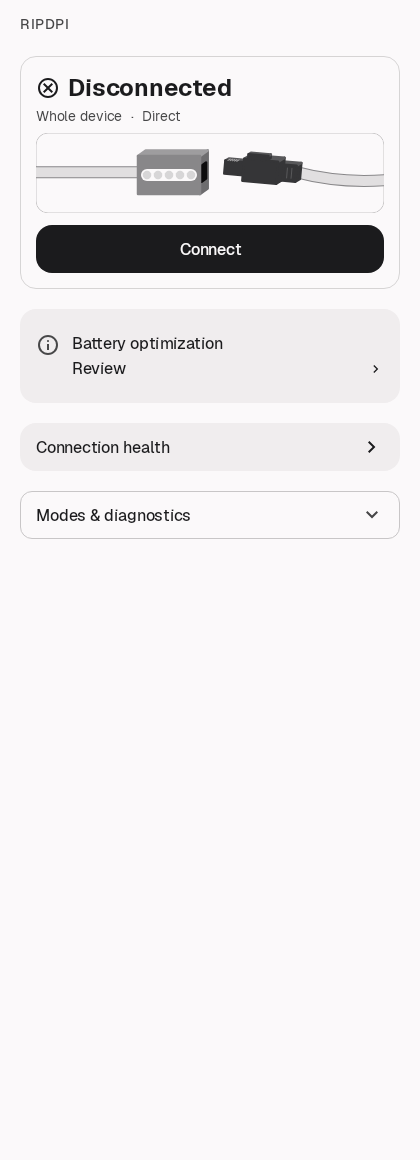 RIPDPI
Disconnected
Whole device · Direct
Connect
Battery optimization
Review
Connection health
Modes & diagnostics